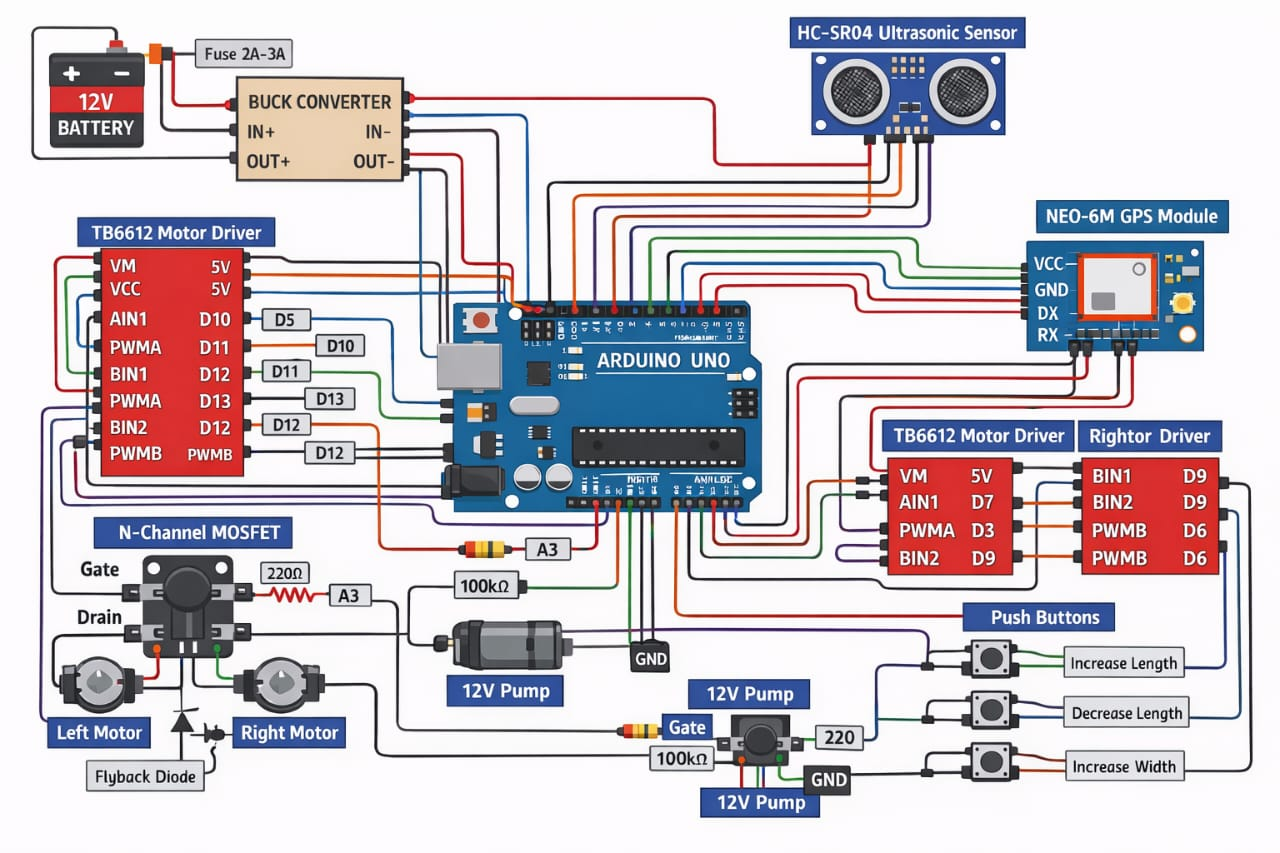 HC-SR04 Ultrasonic Sensor
Fuse 2A-3A
+ -
12V
BATTERY
BUCK CONVERTER
IN+ IN-
OUT+ OUT-
NEO-6M GPS Module
VCC
GND
DX
RX
TB6612 Motor Driver
VM 5V
VCC 5V
AIN1 D10
PWMA D11
BIN1 D12
PWMA D13
BIN2 D12
PWMB PWMB
D5
D10
D11
D13
D12
D12
ARDUINO UNO
TB6612 Motor Driver
VM 5V
AIN1 D7
PWMA D3
BIN2 D9
Rightor Driver
BIN1 D9
BIN2 D9
PWMB D6
PWMB D6
N-Channel MOSFET
Gate
Drain
220Ω
A3
A3
100kΩ
12V Pump
GND
Left Motor
Right Motor
Flyback Diode
Push Buttons
Increase Length
Decrease Length
Increase Width
12V Pump
Gate
220
100kΩ
GND
12V Pump